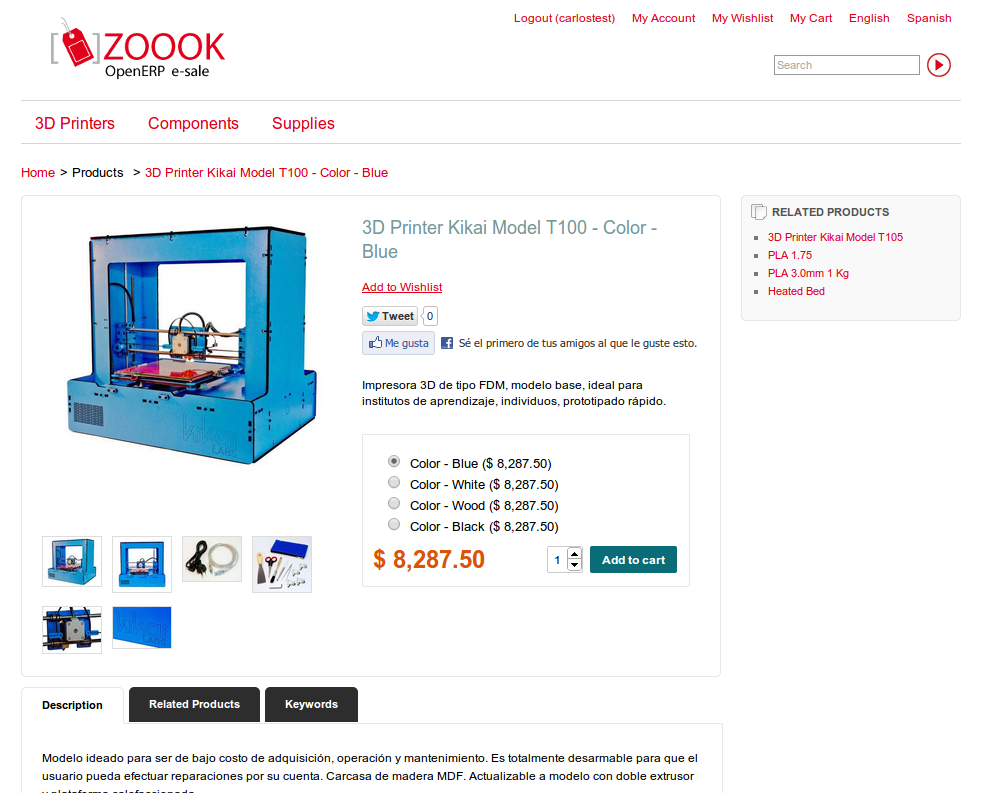 Logout (carlostest) My Account My Wishlist My Cart English Spanish
[ ] ZOOOK
OpenERP e-sale
Search
3D Printers Components Supplies
Home > Products > 3D Printer Kikai Model T100 - Color - Blue
3D Printer Kikai Model T100 - Color -
Blue
Add to Wishlist
Tweet 0
Me gusta Sé el primero de tus amigos al que le guste esto.
Impresora 3D de tipo FDM, modelo base, ideal para
institutos de aprendizaje, individuos, prototipado rápido.
kikai
LABS
Color - Blue ($ 8,287.50)
Color - White ($ 8,287.50)
Color - Wood ($ 8,287.50)
Color - Black ($ 8,287.50)
$ 8,287.50 1 Add to cart
RELATED PRODUCTS
3D Printer Kikai Model T105
PLA 1.75
PLA 3.0mm 1 Kg
Heated Bed
Description Related Products Keywords
Modelo ideado para ser de bajo costo de adquisición, operación y mantenimiento. Es totalmente desarmable para que el
usuario pueda efectuar reparaciones por su cuenta. Carcasa de madera MDF. Actualizable a modelo con doble extrusor